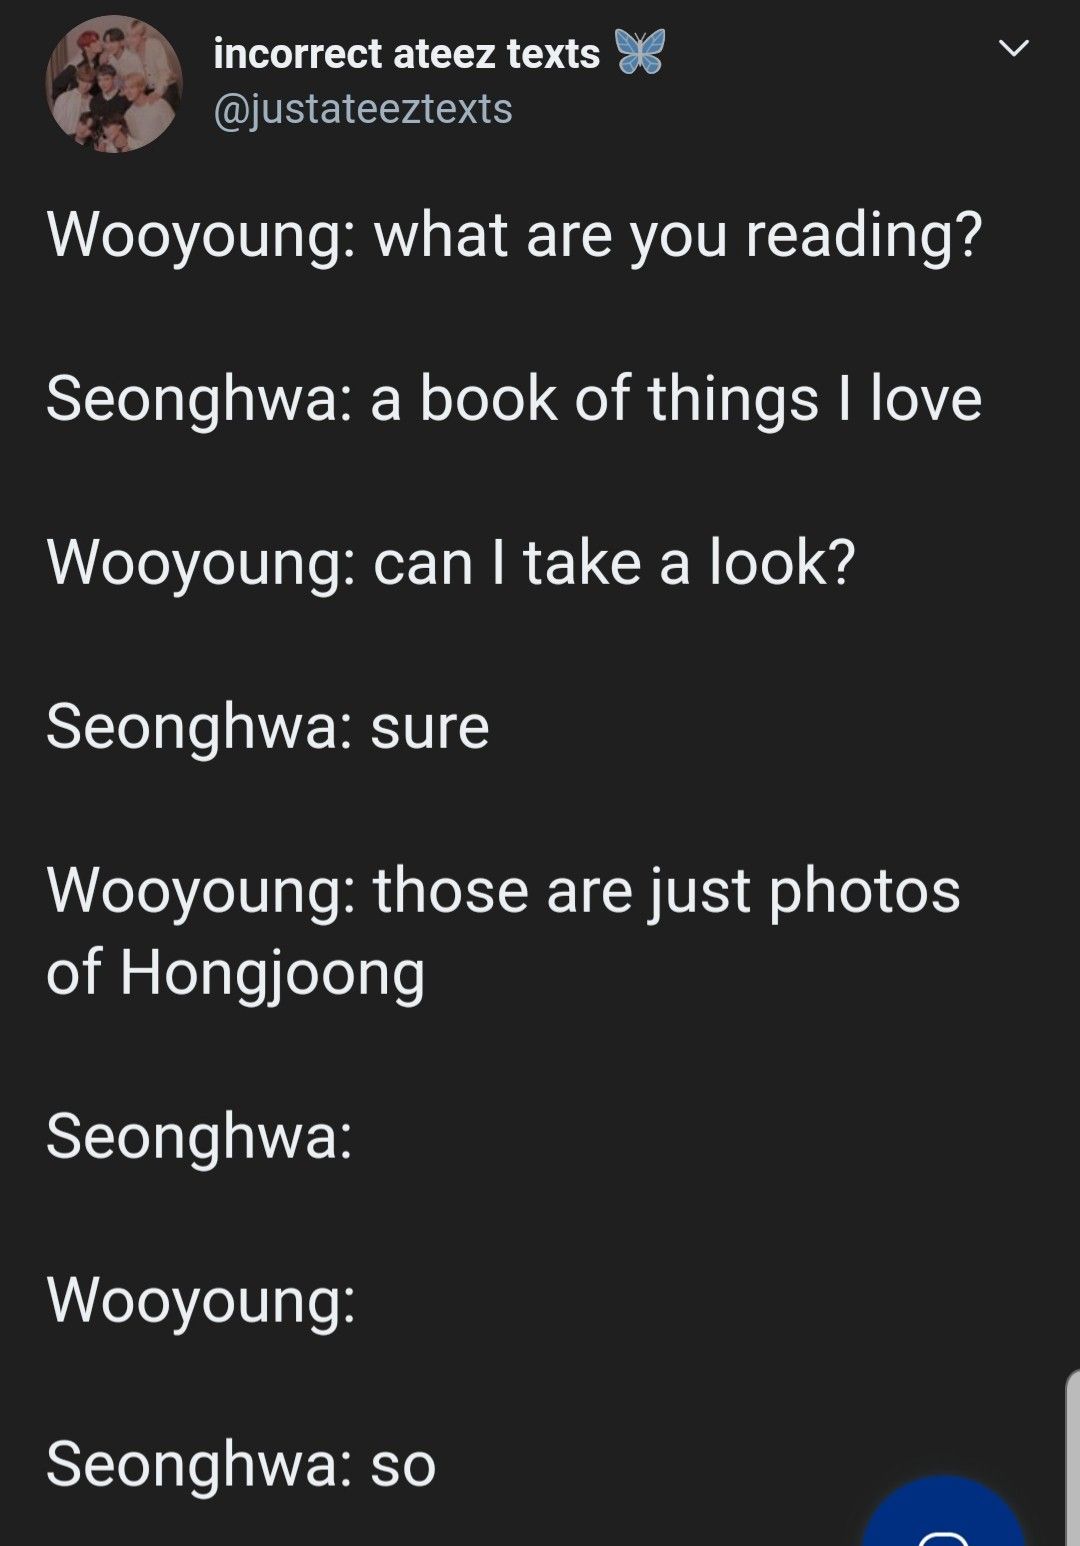 incorrect ateez texts 🦋
@justateeztexts
Wooyoung: what are you reading?
Seonghwa: a book of things I love
Wooyoung: can I take a look?
Seonghwa: sure
Wooyoung: those are just photos
of Hongjoong
Seonghwa:
Wooyoung:
Seonghwa: so